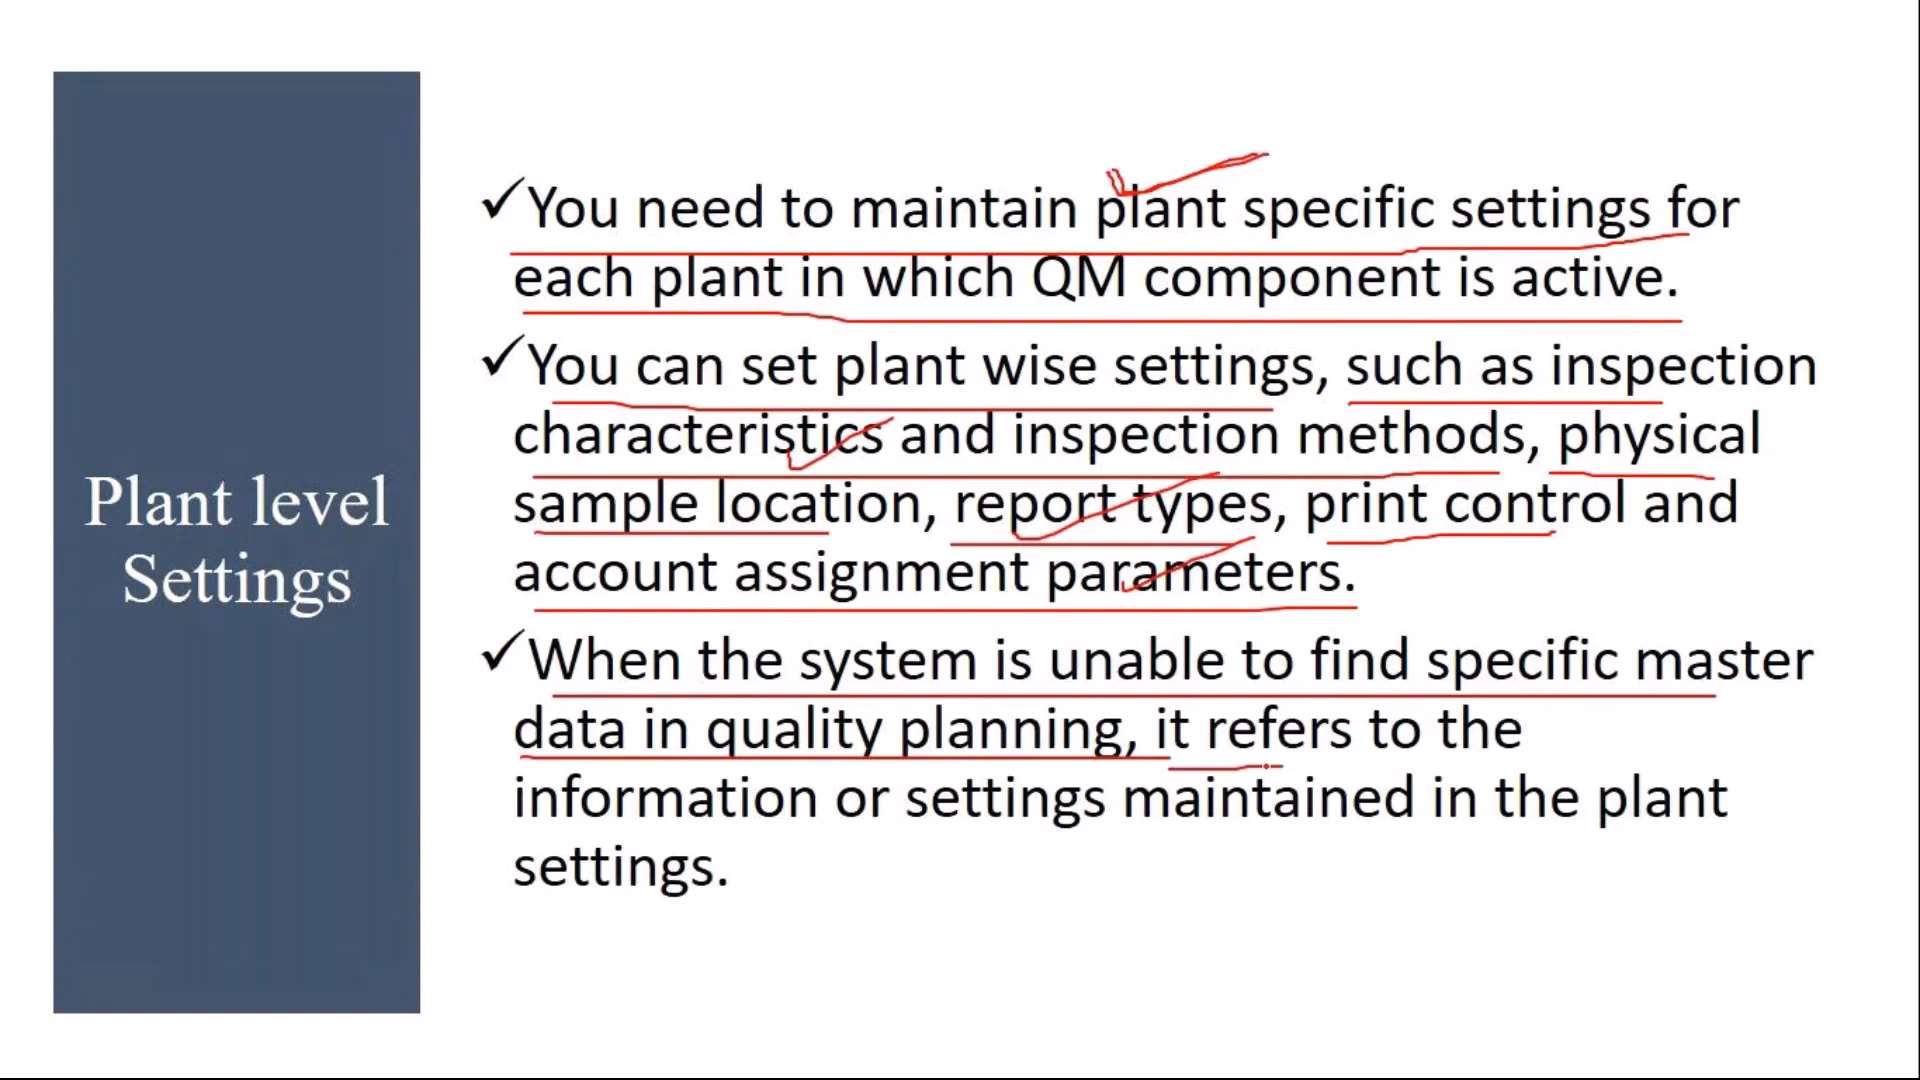 Plant level
Settings
✓You need to maintain plant specific settings for
each plant in which QM component is active.
✓You can set plant wise settings, such as inspection
characteristics and inspection methods, physical
sample location, report types, print control and
account assignment parameters.
✓When the system is unable to find specific master
data in quality planning, it refers to the
information or settings maintained in the plant
settings.